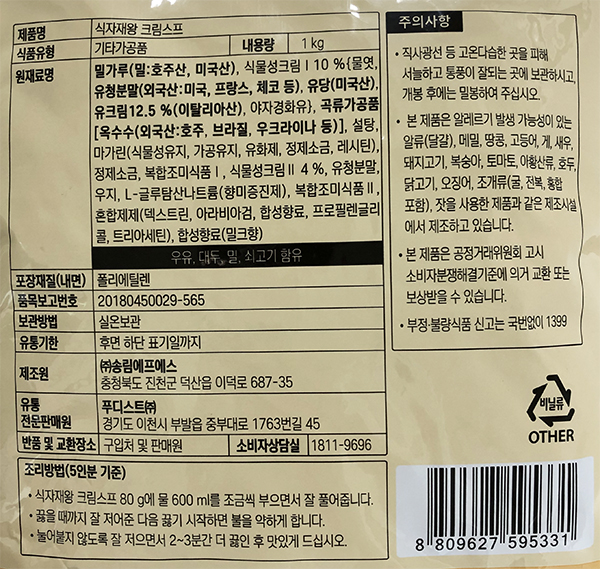 제품명 식자재왕 크림스프
식품유형 기타가공품 내용량 1 kg
원재료명 밀가루(밀:호주산, 미국산), 식물성크림Ⅰ10 %{물엿,
유청분말(외국산:미국, 프랑스, 체코 등), 유당(미국산),
유크림12.5 %(이탈리아산), 야자경화유}, 곡류가공품
[옥수수(외국산:호주, 브라질, 우크라이나 등)], 설탕,
마가린(식물성유지, 가공유지, 유화제, 정제소금, 레시틴),
정제소금, 복합조미식품Ⅰ, 식물성크림Ⅱ 4 %, 유청분말,
우지, L-글루탐산나트륨(향미증진제), 복합조미식품Ⅱ,
혼합제제(덱스트린, 아라비아검, 합성향료, 프로필렌글리
콜, 트리아세틴), 합성향료(밀크향)
우유, 대두, 밀, 쇠고기 함유
포장재질(내면) 폴리에틸렌
품목보고번호 20180450029-565
보관방법 실온보관
유통기한 후면 하단 표기일까지
제조원 ㈜송림에프에스
충청북도 진천군 덕산읍 이덕로 687-35
유통
전문판매원 푸디스트㈜
경기도 이천시 부발읍 중부대로 1763번길 45
반품 및 교환장소 구입처 및 판매원 소비자상담실 1811-9696
조리방법(5인분 기준)
• 식자재왕 크림스프 80 g에 물 600 ml를 조금씩 부으면서 잘 풀어줍니다.
• 끓을 때까지 잘 저어준 다음 끓기 시작하면 불을 약하게 합니다.
• 눌어붙지 않도록 잘 저으면서 2~3분간 더 끓인 후 맛있게 드십시오.
주의사항
• 직사광선 등 고온다습한 곳을 피해
서늘하고 통풍이 잘되는 곳에 보관하시고,
개봉 후에는 밀봉하여 주십시오.
• 본 제품은 알레르기 발생 가능성이 있는
알류(달걀), 메밀, 땅콩, 고등어, 게, 새우,
돼지고기, 복숭아, 토마토, 아황산류, 호두,
닭고기, 오징어, 조개류(굴, 전복, 홍합
포함), 잣을 사용한 제품과 같은 제조시설
에서 제조하고 있습니다.
• 본 제품은 공정거래위원회 고시
소비자분쟁해결기준에 의거 교환 또는
보상받을 수 있습니다.
• 부정·불량식품 신고는 국번없이 1399
비닐류
OTHER
8 809627 595331